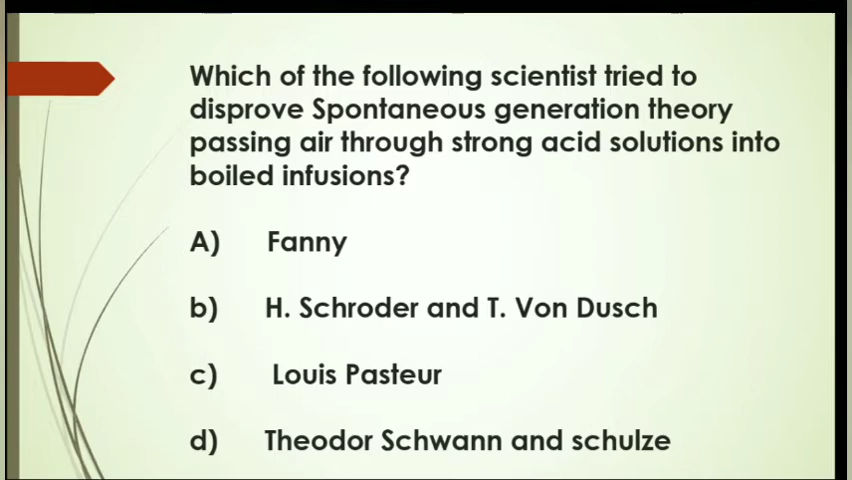 Which of the following scientist tried to
disprove Spontaneous generation theory
passing air through strong acid solutions into
boiled infusions?
A) Fanny
b) H. Schroder and T. Von Dusch
c) Louis Pasteur
d) Theodor Schwann and schulze